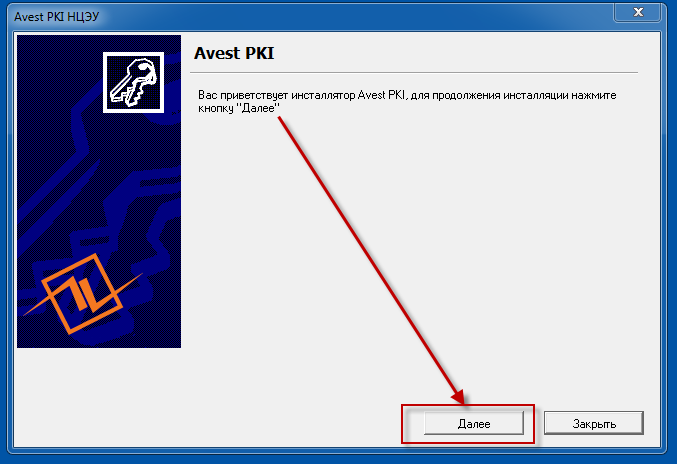 Avest PKI НЦЭУ
Avest PKI
Вас приветствует инсталлятор Avest PKI, для продолжения инсталляции нажмите
кнопку "Далее"
Далее
Закрыть